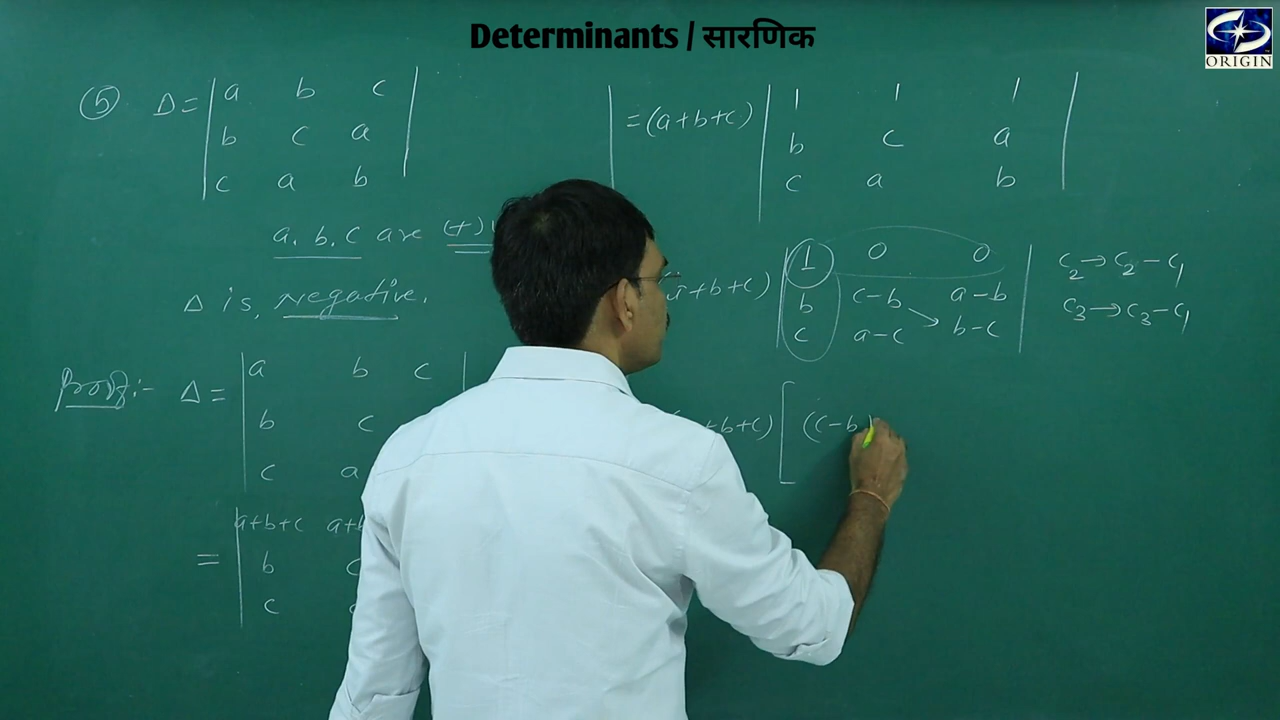 Determinants / सारणिक
ORIGIN
⑤ Δ = | a b c |
| b c a |
| c a b |
a, b, c are (+)
Δ is, negative.
Proof:- Δ = | a b c |
| b c
| c a
= | a+b+c a+b
| b c
| c
= (a+b+c) | 1 1 1 |
| b c a |
| c a b |
(a+b+c) | 1 0 0 | C₂→C₂-C₁
| b c-b a-b | C₃→C₃-C₁
| c a-c b-c |
+b+c) [ (c-b)